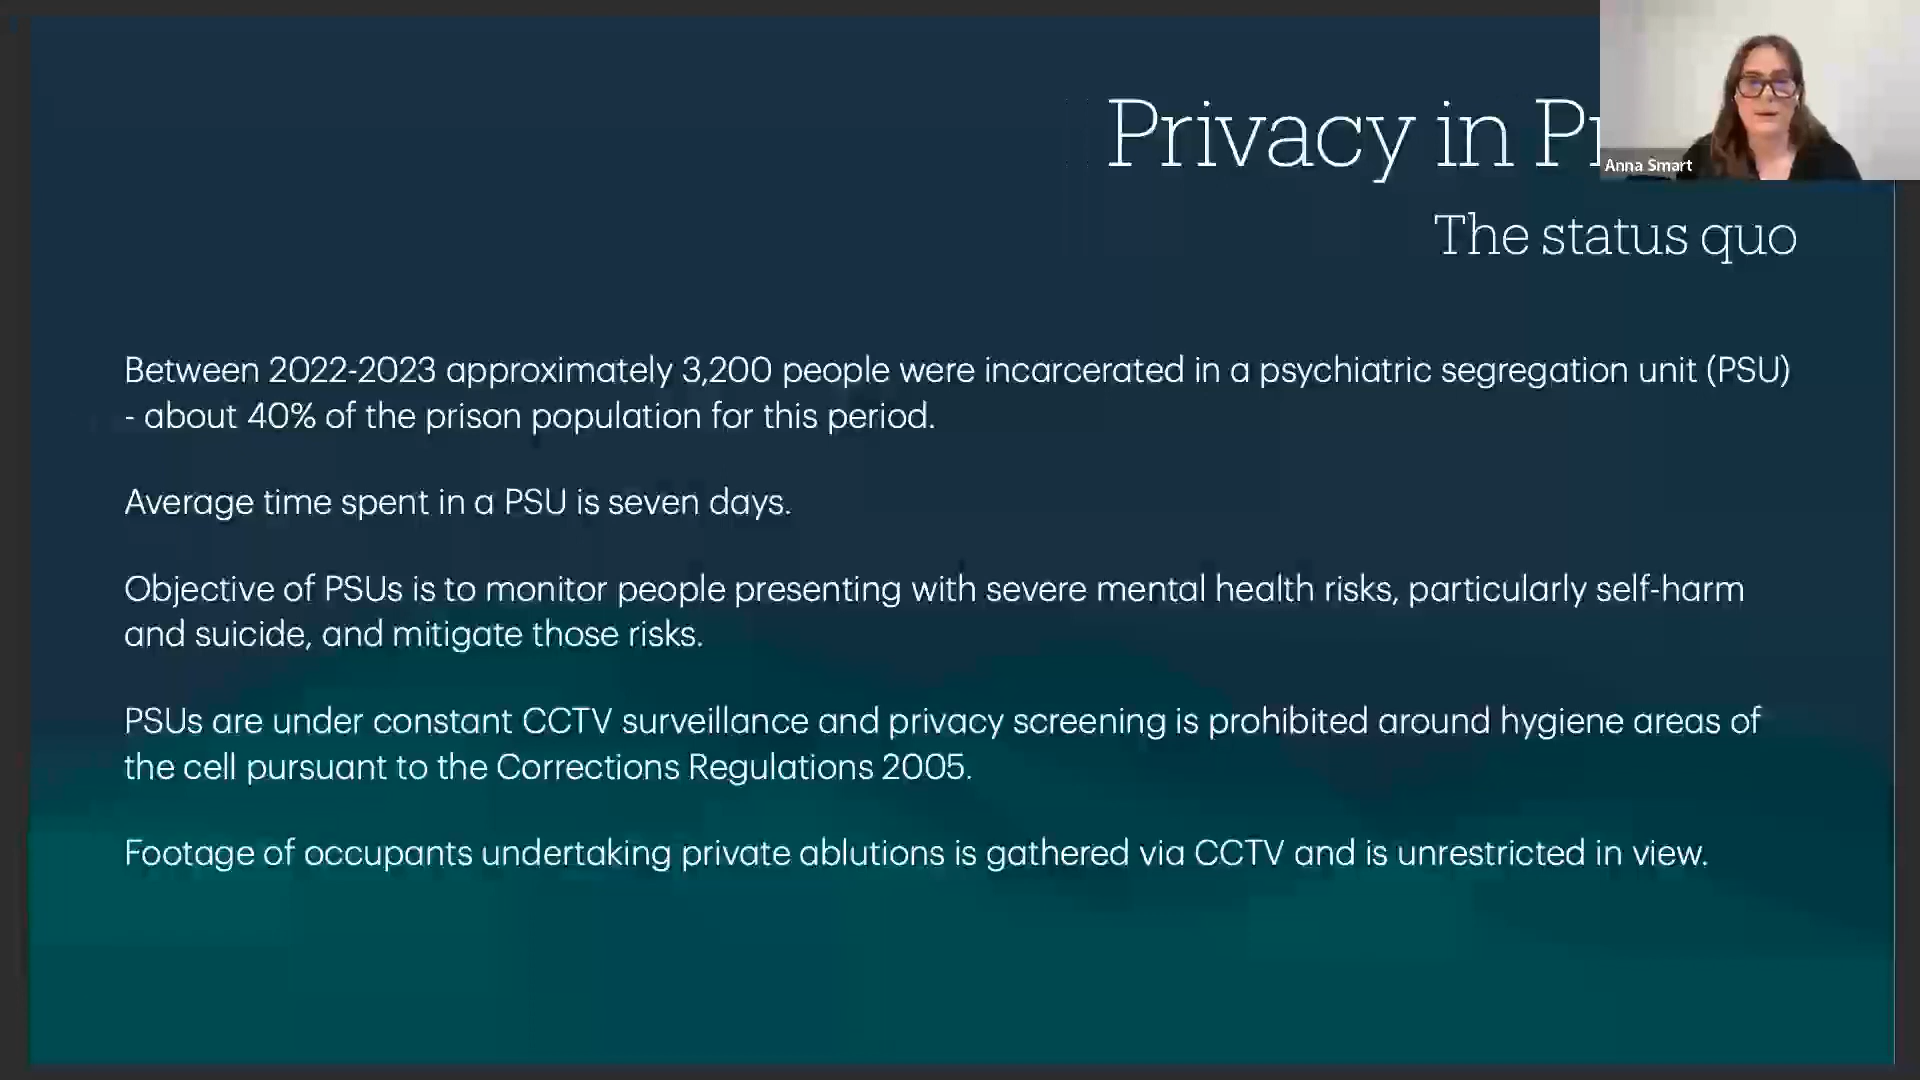 Privacy in
Anna Smart
The status quo
Between 2022-2023 approximately 3,200 people were incarcerated in a psychiatric segregation unit (PSU)
- about 40% of the prison population for this period.
Average time spent in a PSU is seven days.
Objective of PSUs is to monitor people presenting with severe mental health risks, particularly self-harm
and suicide, and mitigate those risks.
PSUs are under constant CCTV surveillance and privacy screening is prohibited around hygiene areas of
the cell pursuant to the Corrections Regulations 2005.
Footage of occupants undertaking private ablutions is gathered via CCTV and is unrestricted in view.